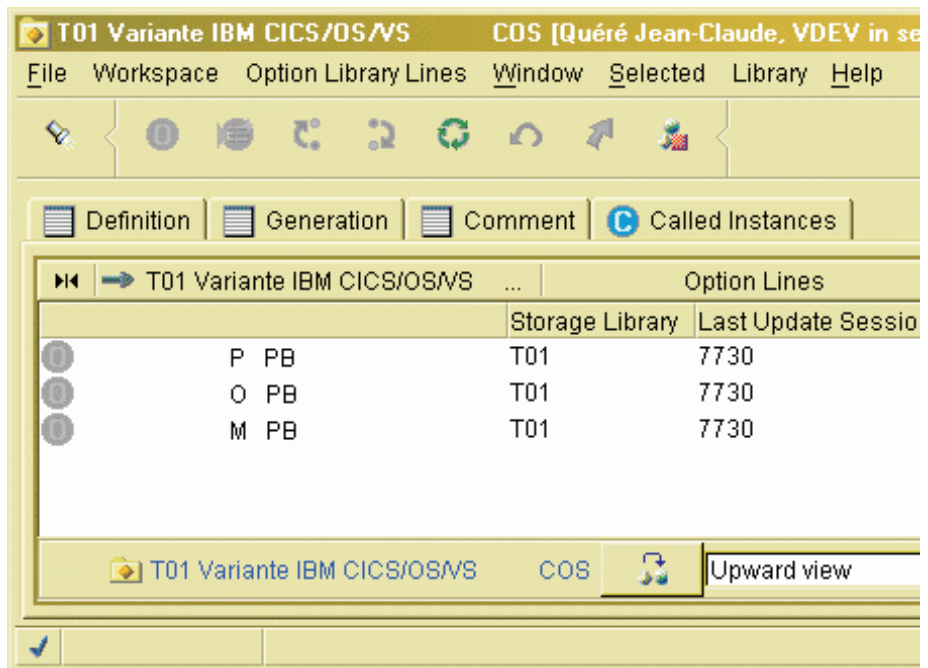 T01 Variante IBM CICS/OS/VS COS [Quéré Jean-Claude, VDEV in se
File Workspace Option Library Lines Window Selected Library Help
Definition Generation Comment C Called Instances
T01 Variante IBM CICS/OS/VS ... Option Lines
Storage Library Last Update Sessio
P PB T01 7730
O PB T01 7730
M PB T01 7730
T01 Variante IBM CICS/OS/VS COS Upward view